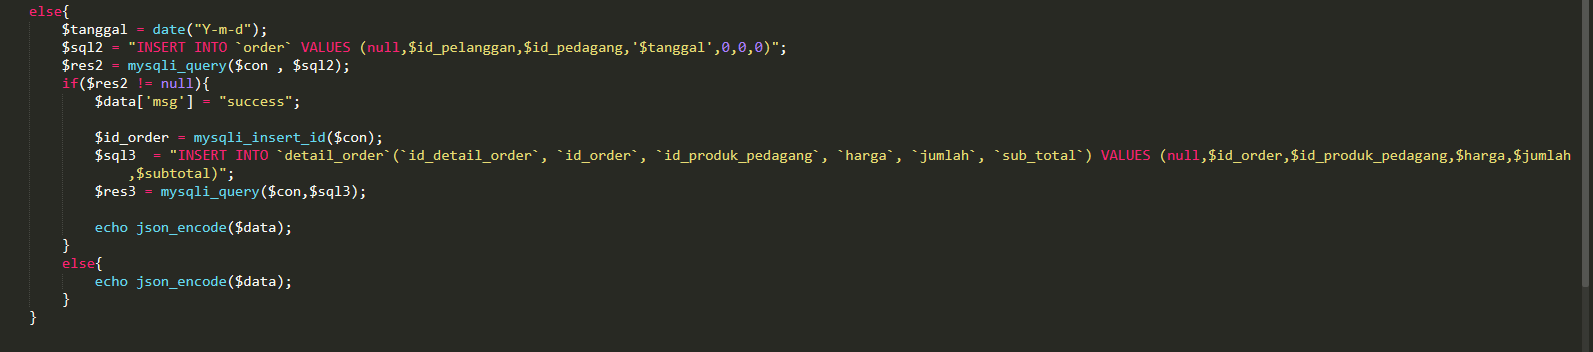 else{
$tanggal = date("Y-m-d");
$sql2 = "INSERT INTO `order` VALUES (null,$id_pelanggan,$id_pedagang,'$tanggal',0,0,0)";
$res2 = mysqli_query($con , $sql2);
if($res2 != null){
$data['msg'] = "success";
$id_order = mysqli_insert_id($con);
$sql3  = "INSERT INTO `detail_order`(`id_detail_order`, `id_order`, `id_produk_pedagang`, `harga`, `jumlah`, `sub_total`) VALUES (null,$id_order,$id_produk_pedagang,$harga,$jumlah
,$subtotal)";
$res3 = mysqli_query($con,$sql3);
echo json_encode($data);
}
else{
echo json_encode($data);
}
}